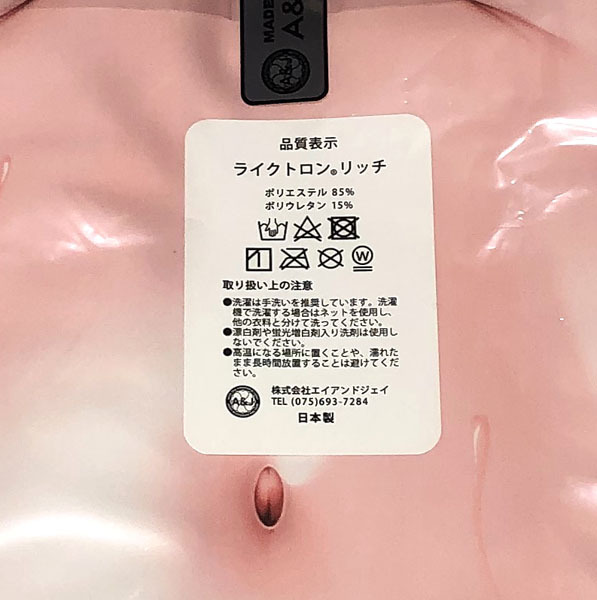 MADE
A&
A&J
品質表示
ライクトロン®リッチ
ポリエステル 85%
ポリウレタン 15%
W
取り扱い上の注意
●洗濯は手洗いを推奨しています。洗濯
機で洗濯する場合はネットを使用し、
他の衣料と分けて洗ってください。
●漂白剤や蛍光増白剤入り洗剤は使用し
ないでください。
●高温になる場所に置くことや、濡れた
まま長時間放置することは避けてくだ
さい。
A&J
株式会社エイアンドジェイ
TEL (075)693-7284
日本製